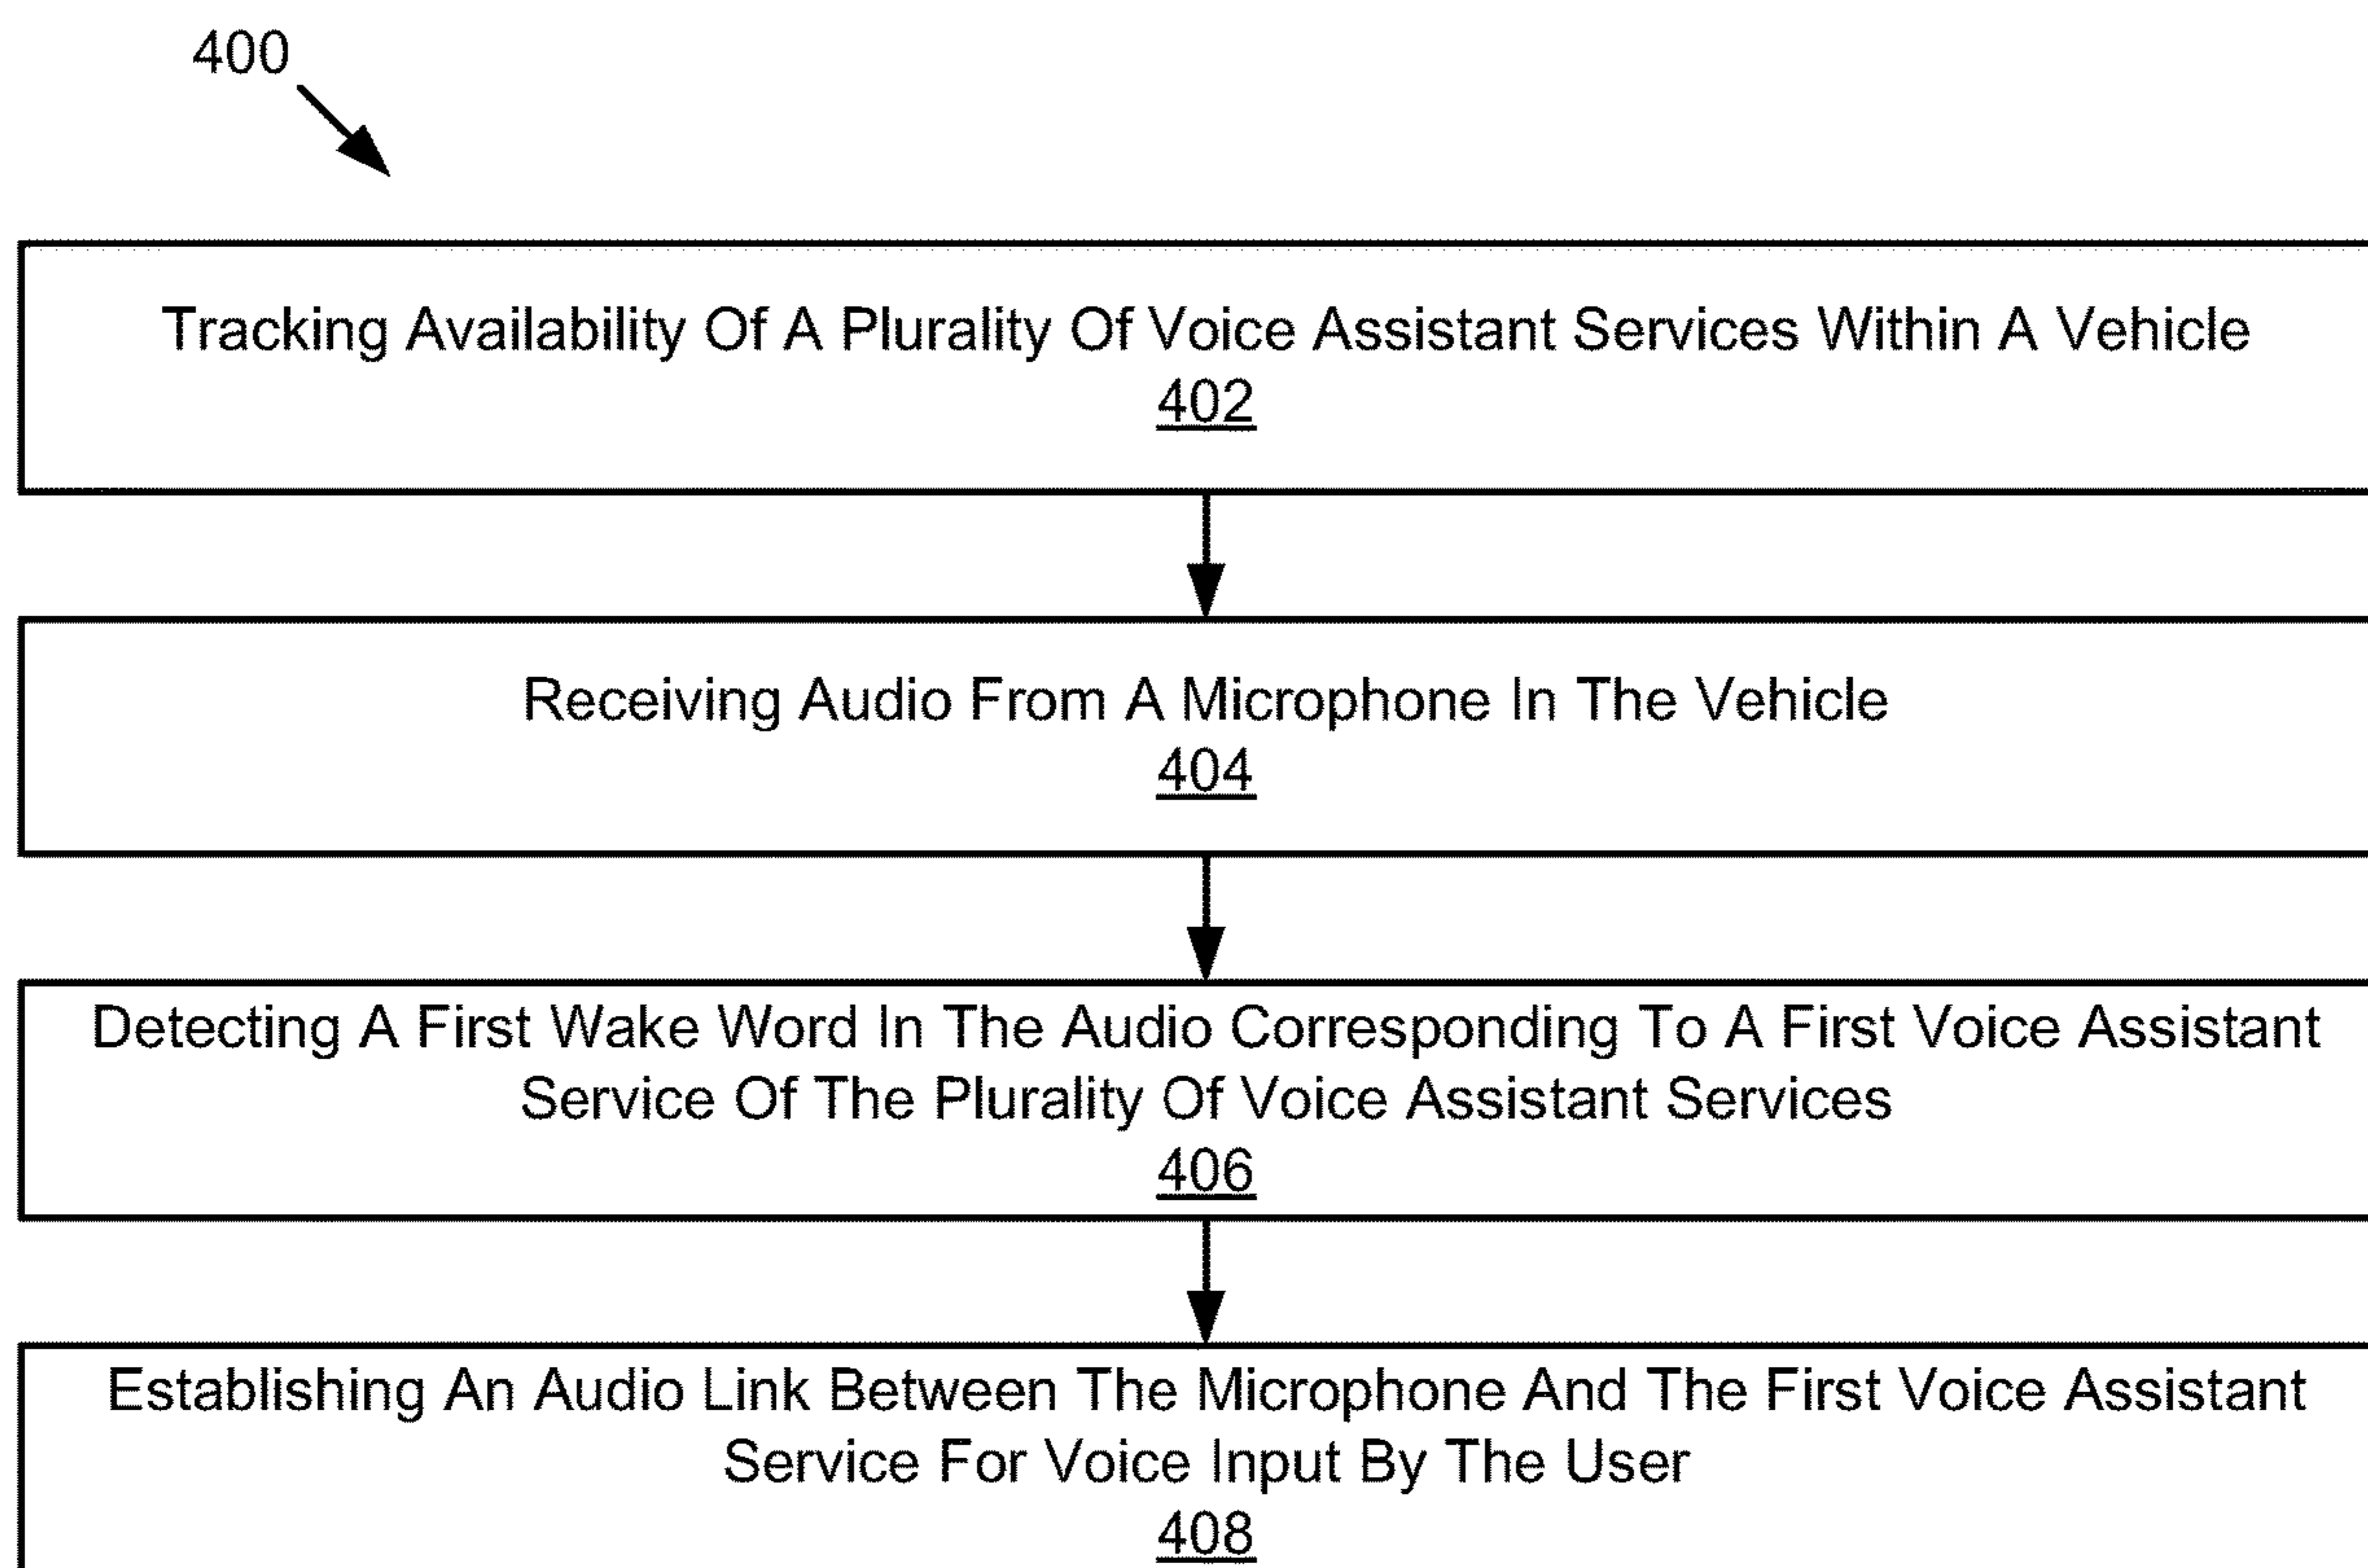 400
Tracking Availability Of A Plurality Of Voice Assistant Services Within A Vehicle
402
Receiving Audio From A Microphone In The Vehicle
404
Detecting A First Wake Word In The Audio Corresponding To A First Voice Assistant
Service Of The Plurality Of Voice Assistant Services
406
Establishing An Audio Link Between The Microphone And The First Voice Assistant
Service For Voice Input By The User
408